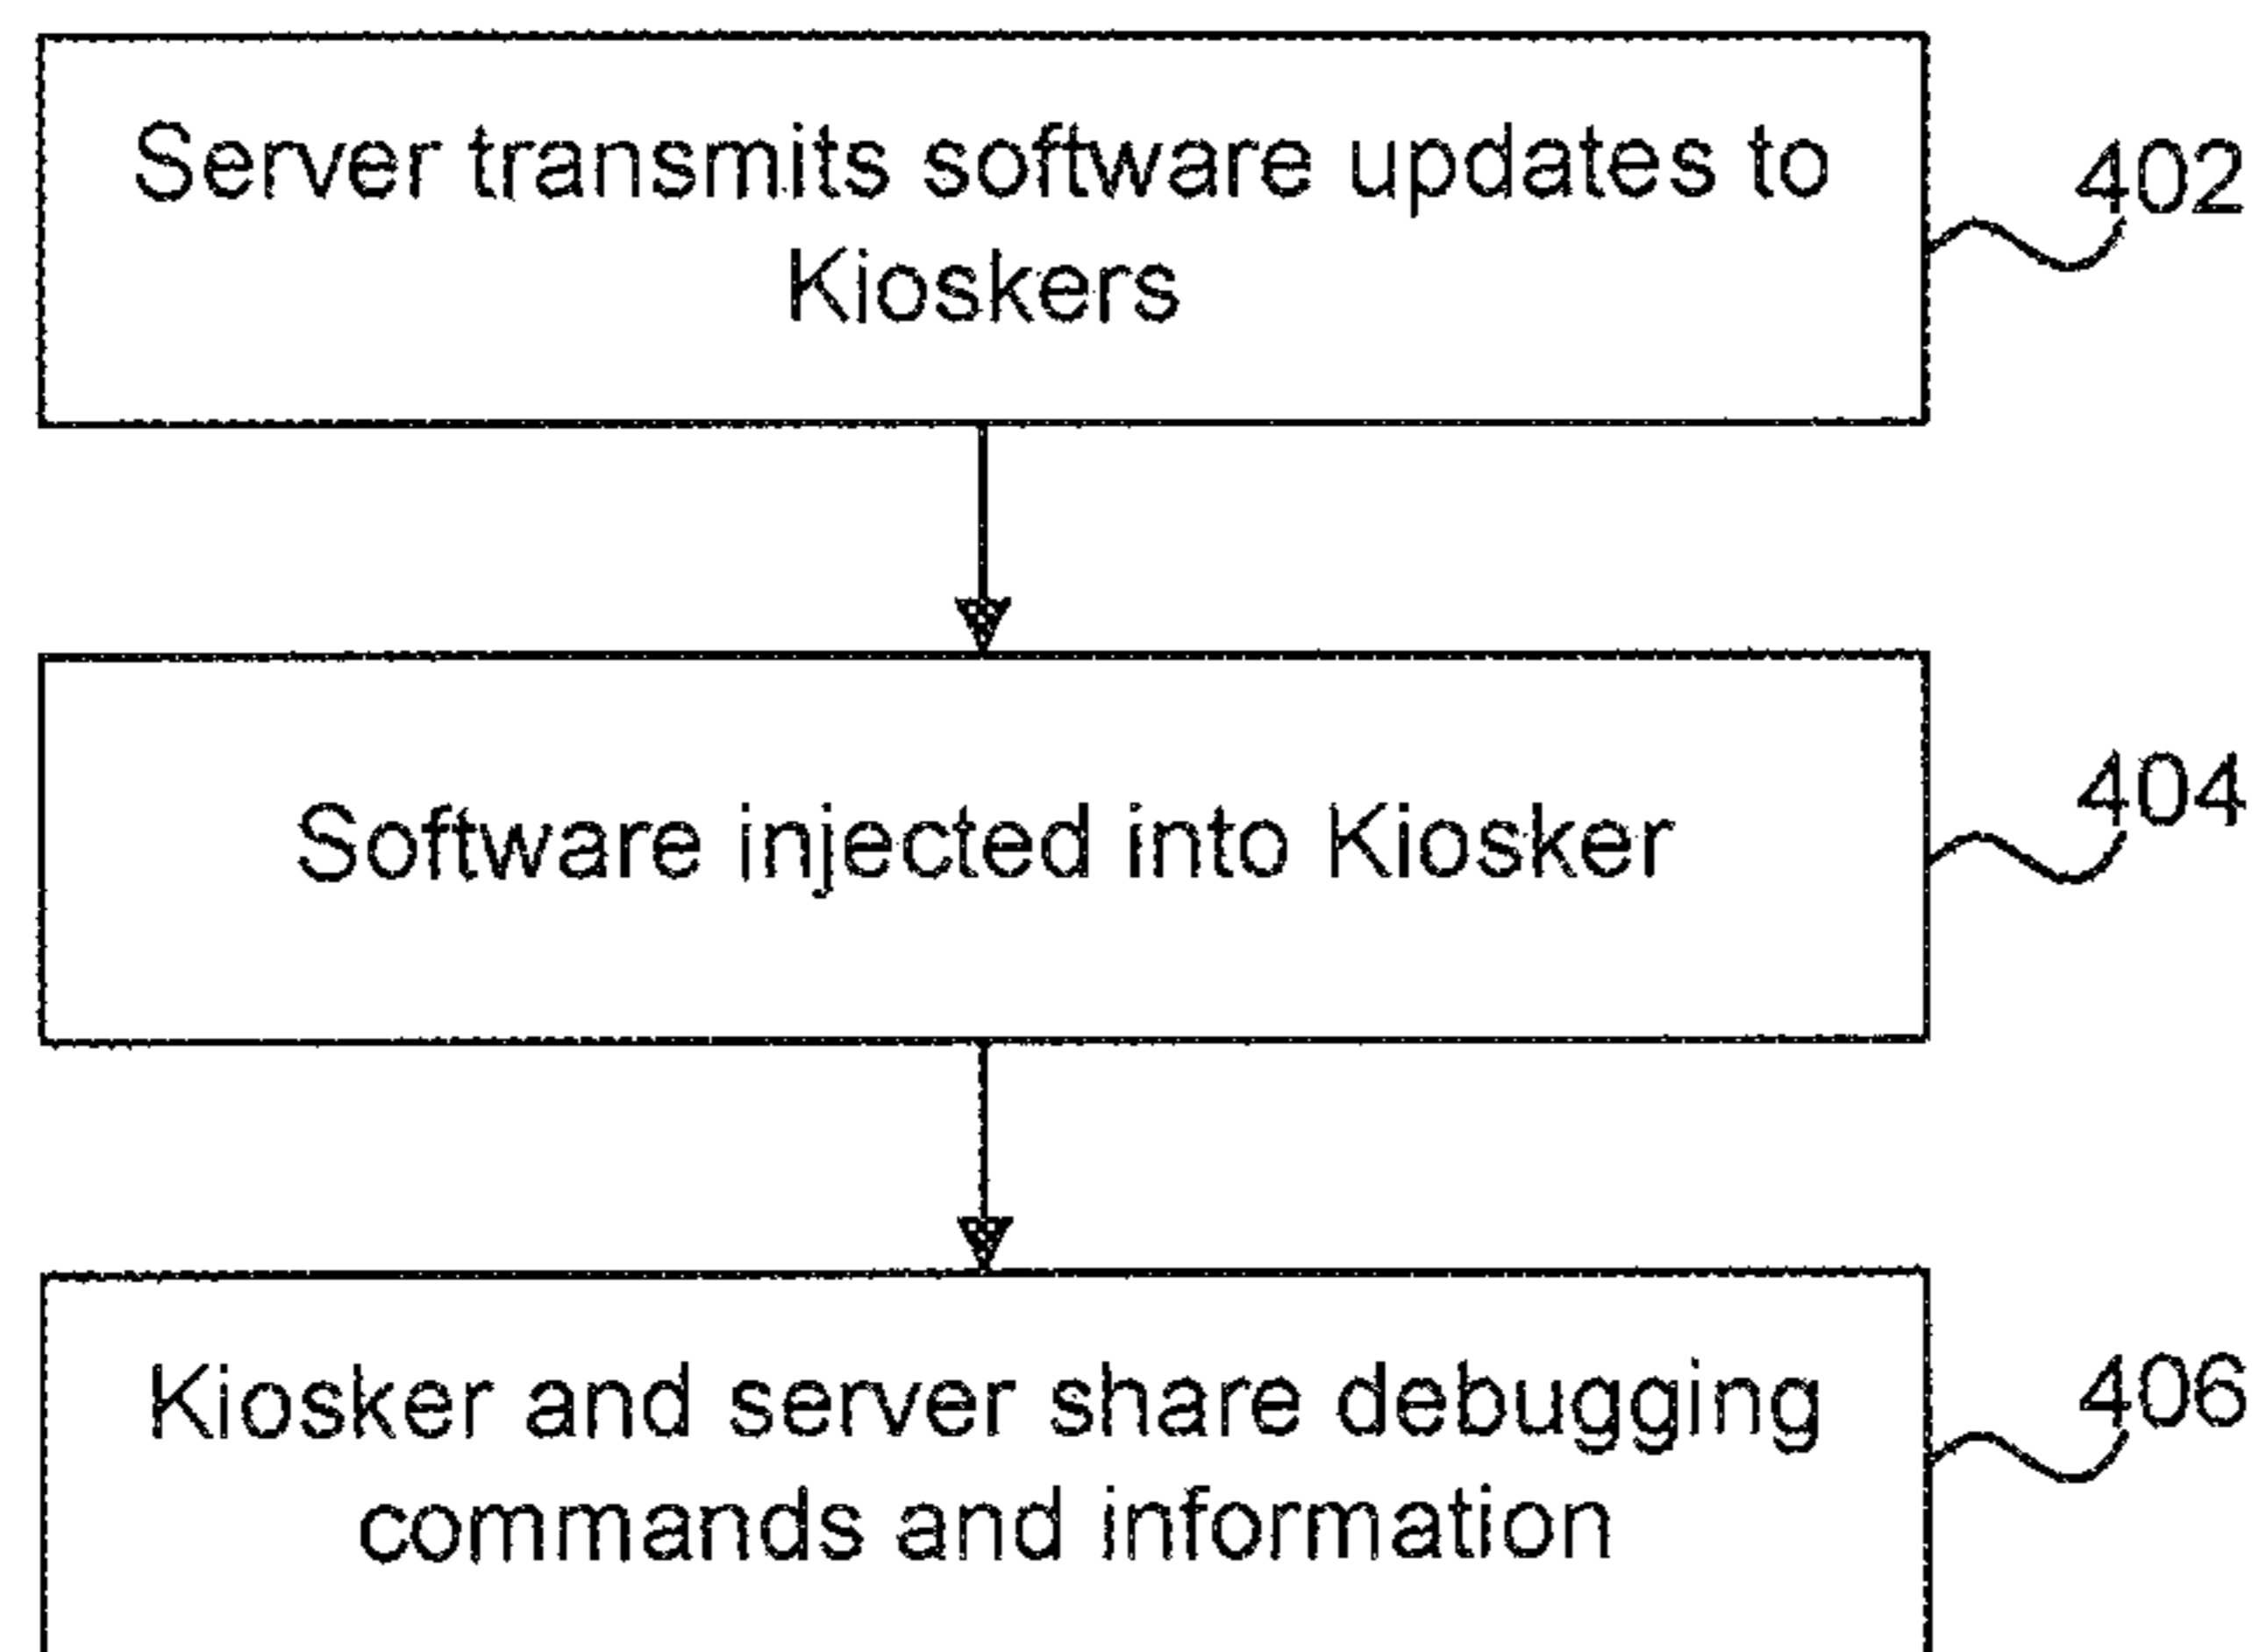 Server transmits software updates to
Kioskers
402
Software injected into Kiosker
404
Kiosker and server share debugging
commands and information
406